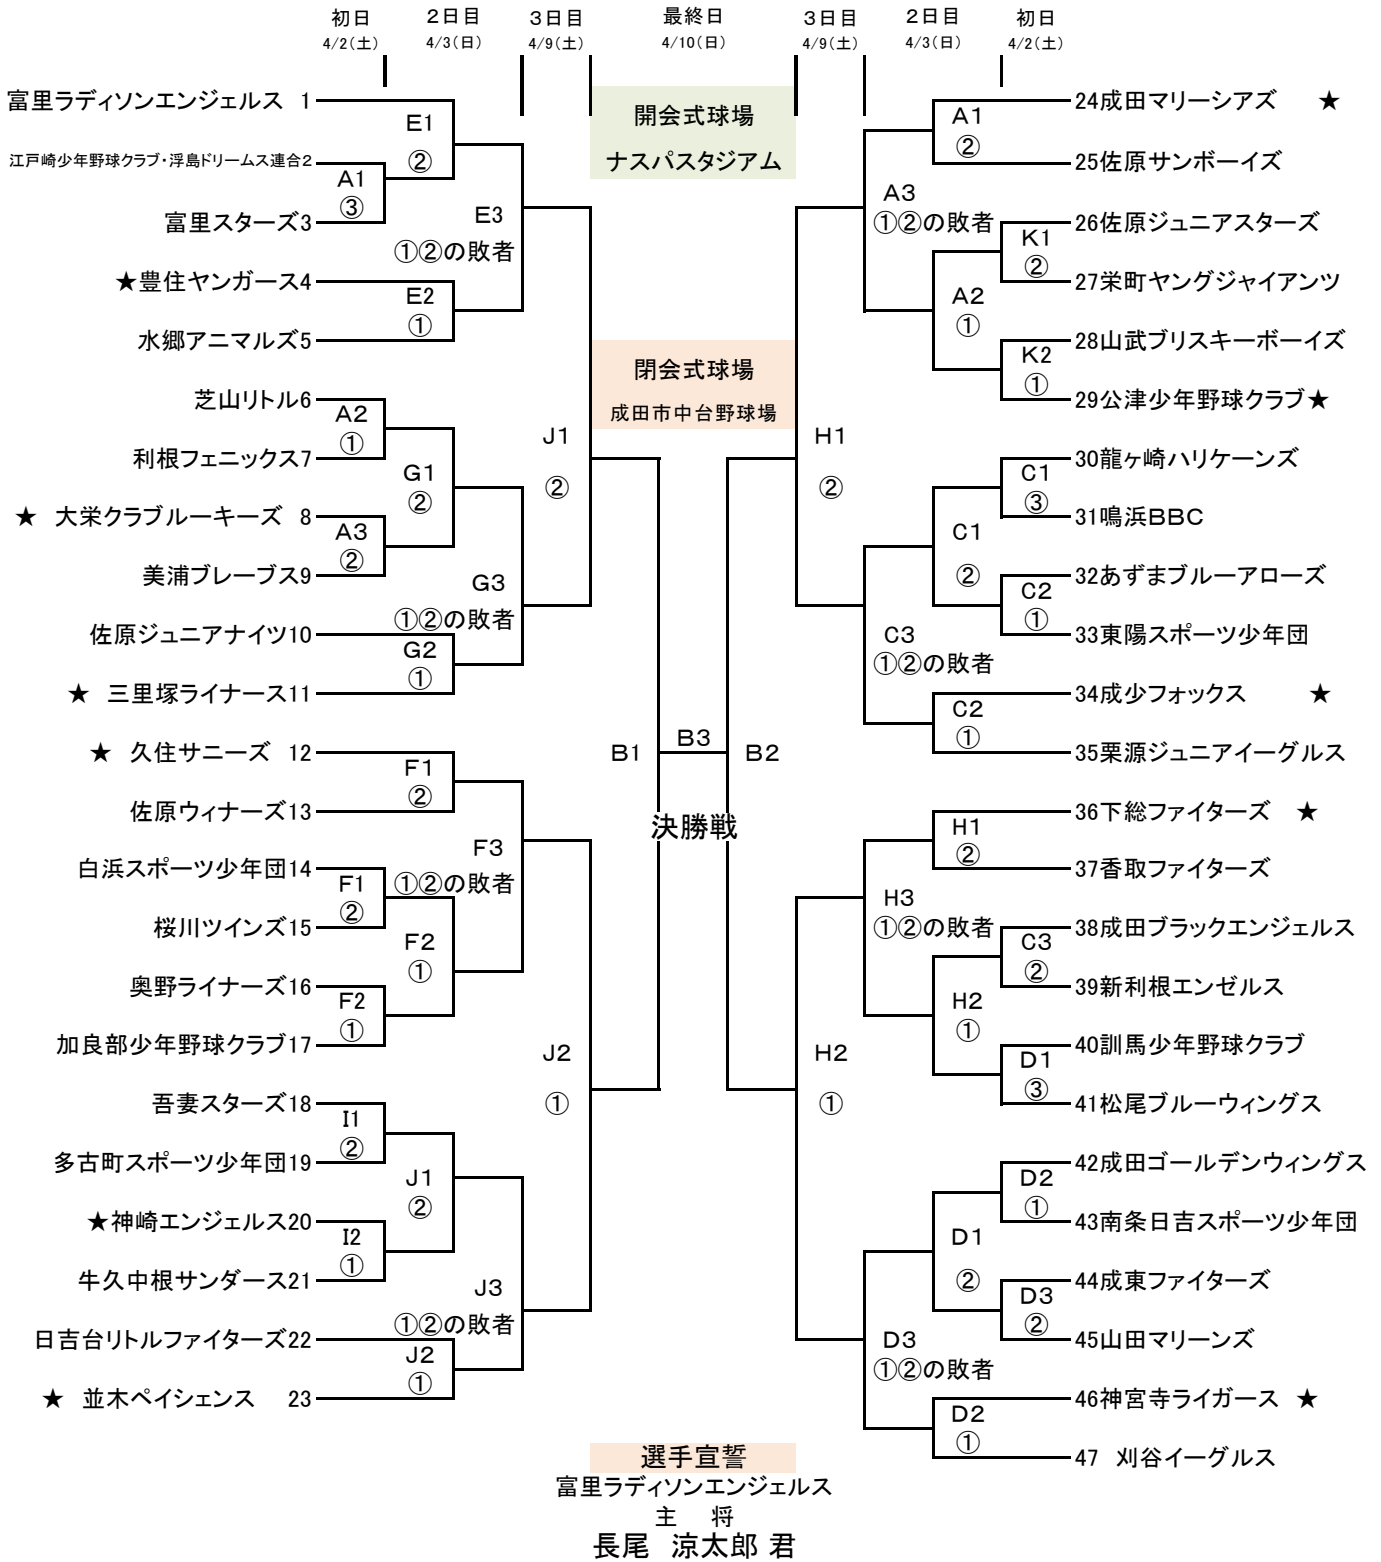 初日 ２日目 ３日目 最終日 ３日目 ２日目 初日
4/2(土) 4/3(日) 4/9(土) 4/10(日) 4/9(土) 4/3(日) 4/2(土)
富里ラディソンエンジェルス 1
江戸崎少年野球クラブ・浮島ドリームス連合2
富里スターズ3
★豊住ヤンガース4
水郷アニマルズ5
芝山リトル6
利根フェニックス7
★ 大栄クラブルーキーズ 8
美浦ブレーブス9
佐原ジュニアナイツ10
★ 三里塚ライナース11
★ 久住サニーズ 12
佐原ウィナーズ13
白浜スポーツ少年団14
桜川ツインズ15
奥野ライナーズ16
加良部少年野球クラブ17
吾妻スターズ18
多古町スポーツ少年団19
★神崎エンジェルス20
牛久中根サンダース21
日吉台リトルファイターズ22
★ 並木ペイシェンス 23
A1
③
A2
①
A3
②
F1
②
F2
①
I1
②
I2
①
E1
②
E2
①
G1
②
G2
①
F1
②
F2
①
J1
②
J2
①
E3
①②の敗者
G3
①②の敗者
F3
①②の敗者
J3
①②の敗者
J1
②
J2
①
開会式球場
ナスパスタジアム
閉会式球場
成田市中台野球場
B1
B3
B2
決勝戦
H1
②
H2
①
A3
①②の敗者
C3
①②の敗者
H3
①②の敗者
D3
①②の敗者
A1
②
A2
①
C1
②
C2
①
H1
②
H2
①
D1
②
D2
①
K1
②
K2
①
C1
③
C2
①
C3
②
D1
③
D2
①
D3
②
24成田マリーシアズ ★
25佐原サンボーイズ
26佐原ジュニアスターズ
27栄町ヤングジャイアンツ
28山武ブリスキーボーイズ
29公津少年野球クラブ★
30龍ヶ崎ハリケーンズ
31鳴浜ＢＢＣ
32あずまブルーアローズ
33東陽スポーツ少年団
34成少フォックス ★
35栗源ジュニアイーグルス
36下総ファイターズ ★
37香取ファイターズ
38成田ブラックエンジェルス
39新利根エンゼルス
40訓馬少年野球クラブ
41松尾ブルーウィングス
42成田ゴールデンウィングス
43南条日吉スポーツ少年団
44成東ファイターズ
45山田マリーンズ
46神宮寺ライガース ★
47 刈谷イーグルス
選手宣誓
富里ラディソンエンジェルス
主 将
長尾 涼太郎 君